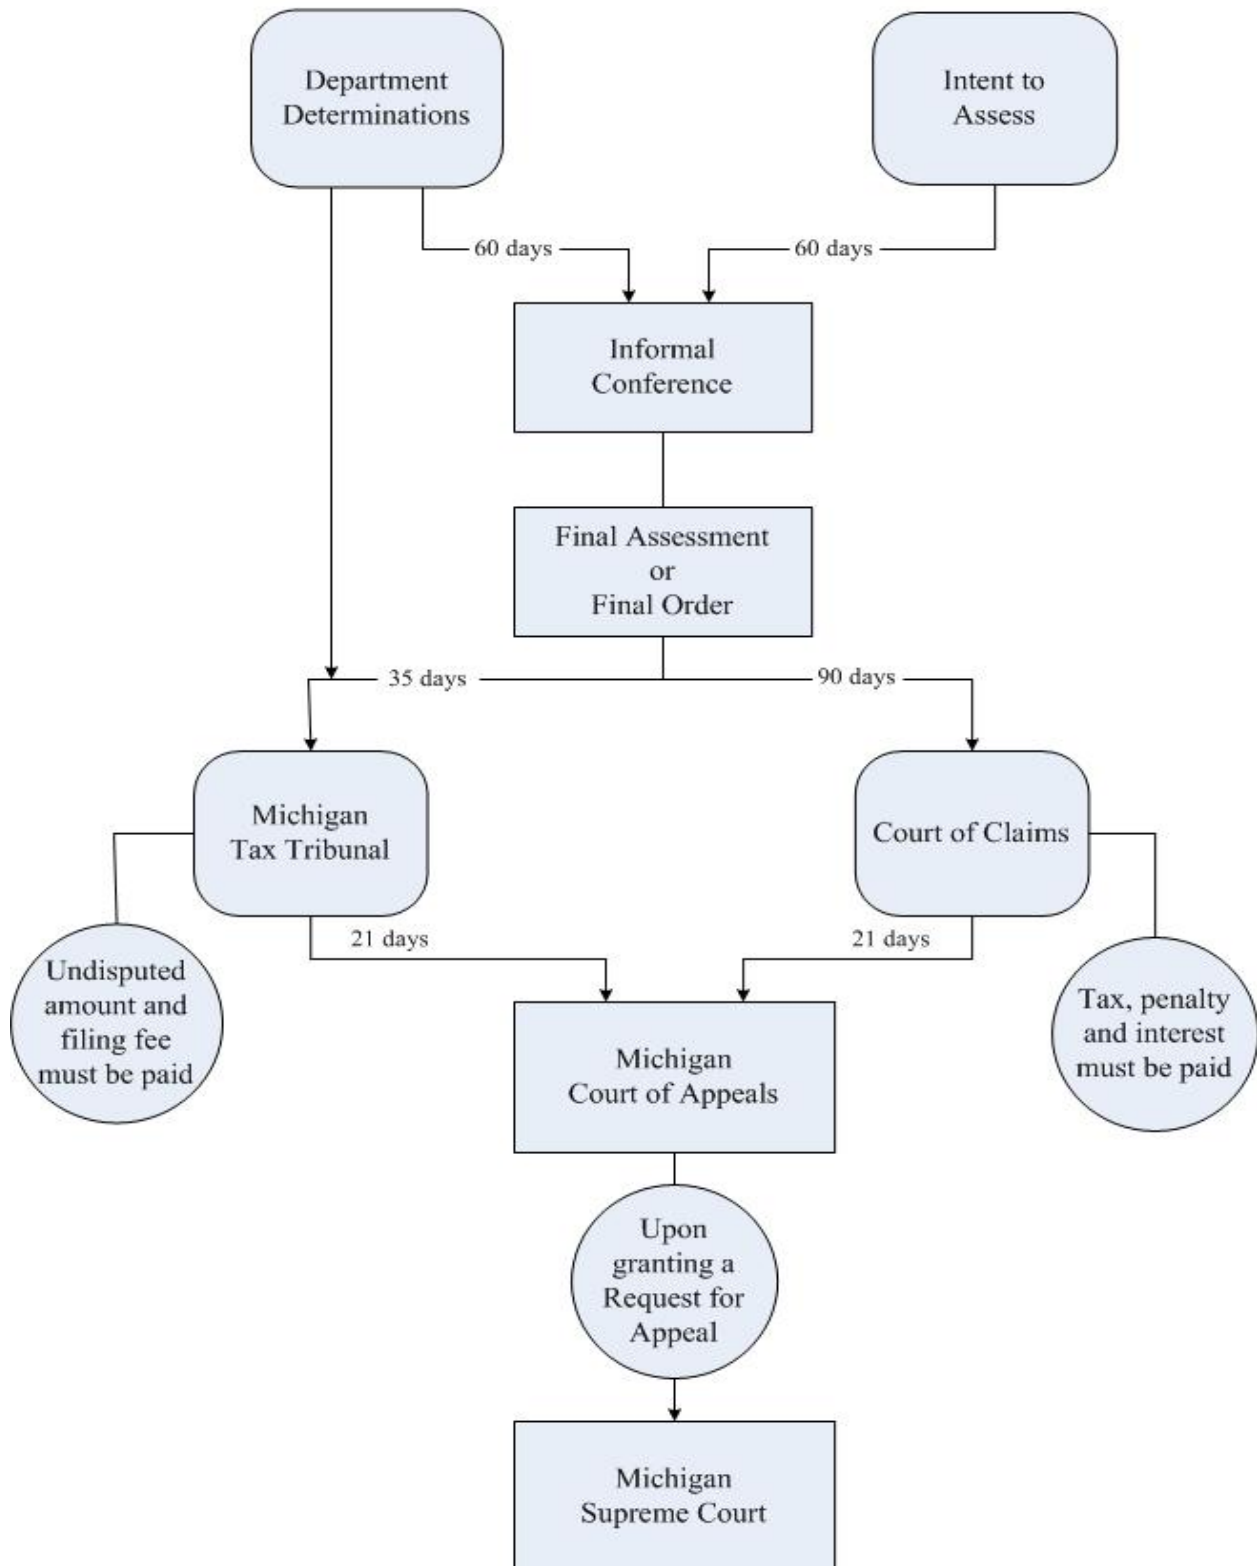 Department
Determinations
Intent to
Assess
60 days
60 days
Informal
Conference
Final Assessment
or
Final Order
35 days
90 days
Michigan
Tax Tribunal
Court of Claims
21 days
21 days
Undisputed
amount and
filing fee
must be paid
Tax, penalty
and interest
must be paid
Michigan
Court of Appeals
Upon
granting a
Request for
Appeal
Michigan
Supreme Court